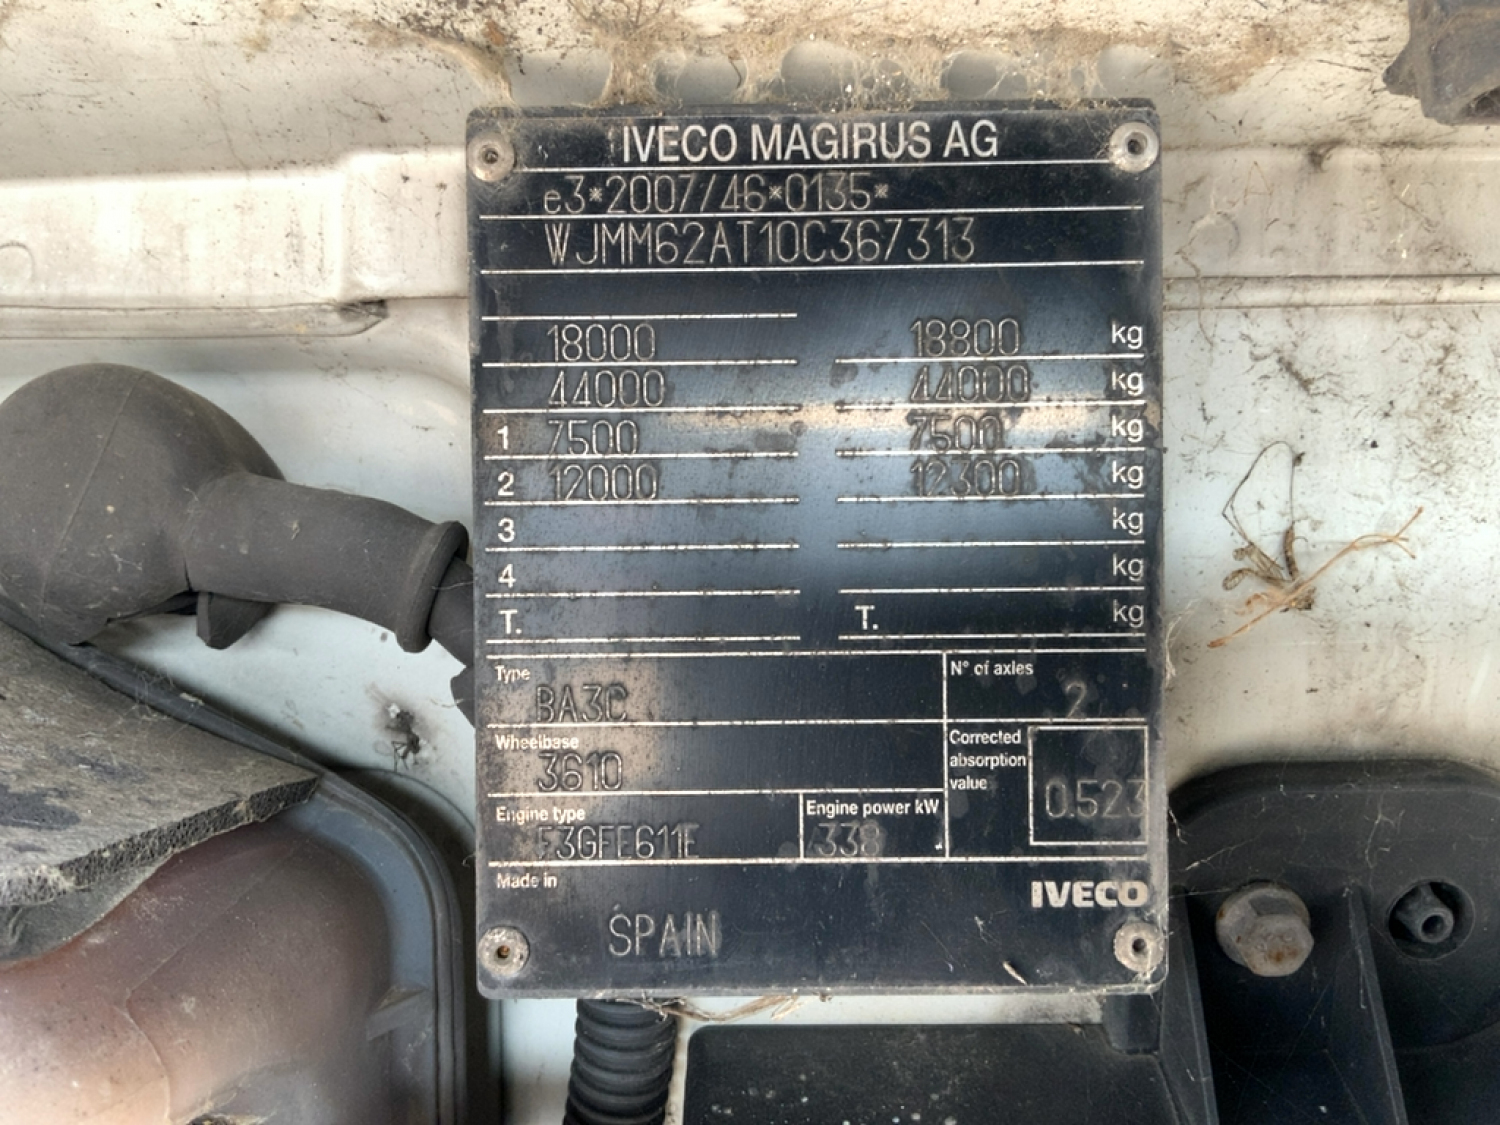 IVECO MAGIRUS AG
e3*2007/46*0135*
WJMM62AT10C367313
18000 18800 kg
44000 44000 kg
1 7500 7500 kg
2 12000 12300 kg
3 kg
4 kg
T. T. kg
Type N° of axles
BA3C 2
Wheelbase Corrected absorption value
3610 0.523
Engine type Engine power kW
F3GFE611E 338
Made in IVECO
SPAIN